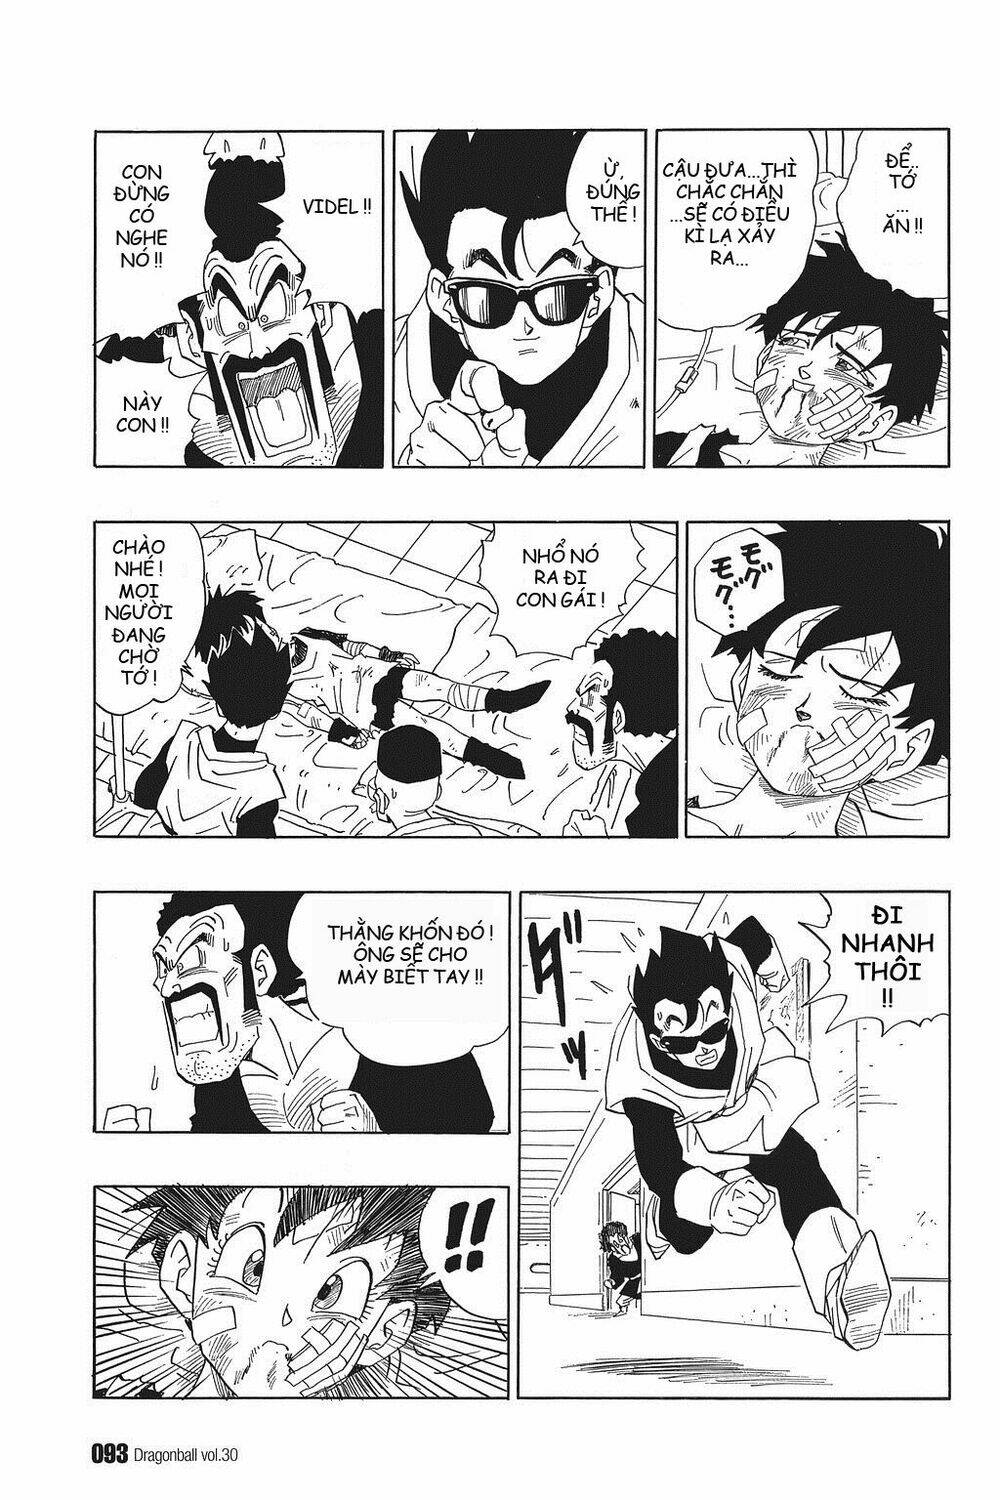 ĐỂ..
TỚ
...
ĂN !!
CẬU ĐƯA...THÌ
CHẮC CHẮN
...SẼ CÓ ĐIỀU
KÌ LẠ XẢY
RA...
Ừ,
ĐÚNG
THẾ !
VIDEL !!
CON
ĐỪNG
CÓ
NGHE
NÓ !!
NÀY
CON !!
モグ
モグ...
NHỔ NÓ
RA ĐI
CON GÁI !
CHÀO
NHÉ !
MỌI
NGƯỜI
ĐANG
CHỜ
TỚ !
ĐI
NHANH
THÔI
!!
ダダッ
THẰNG KHỐN ĐÓ !
ÔNG SẼ CHO
MÀY BIẾT TAY !!
!!
093 Dragonball vol.30